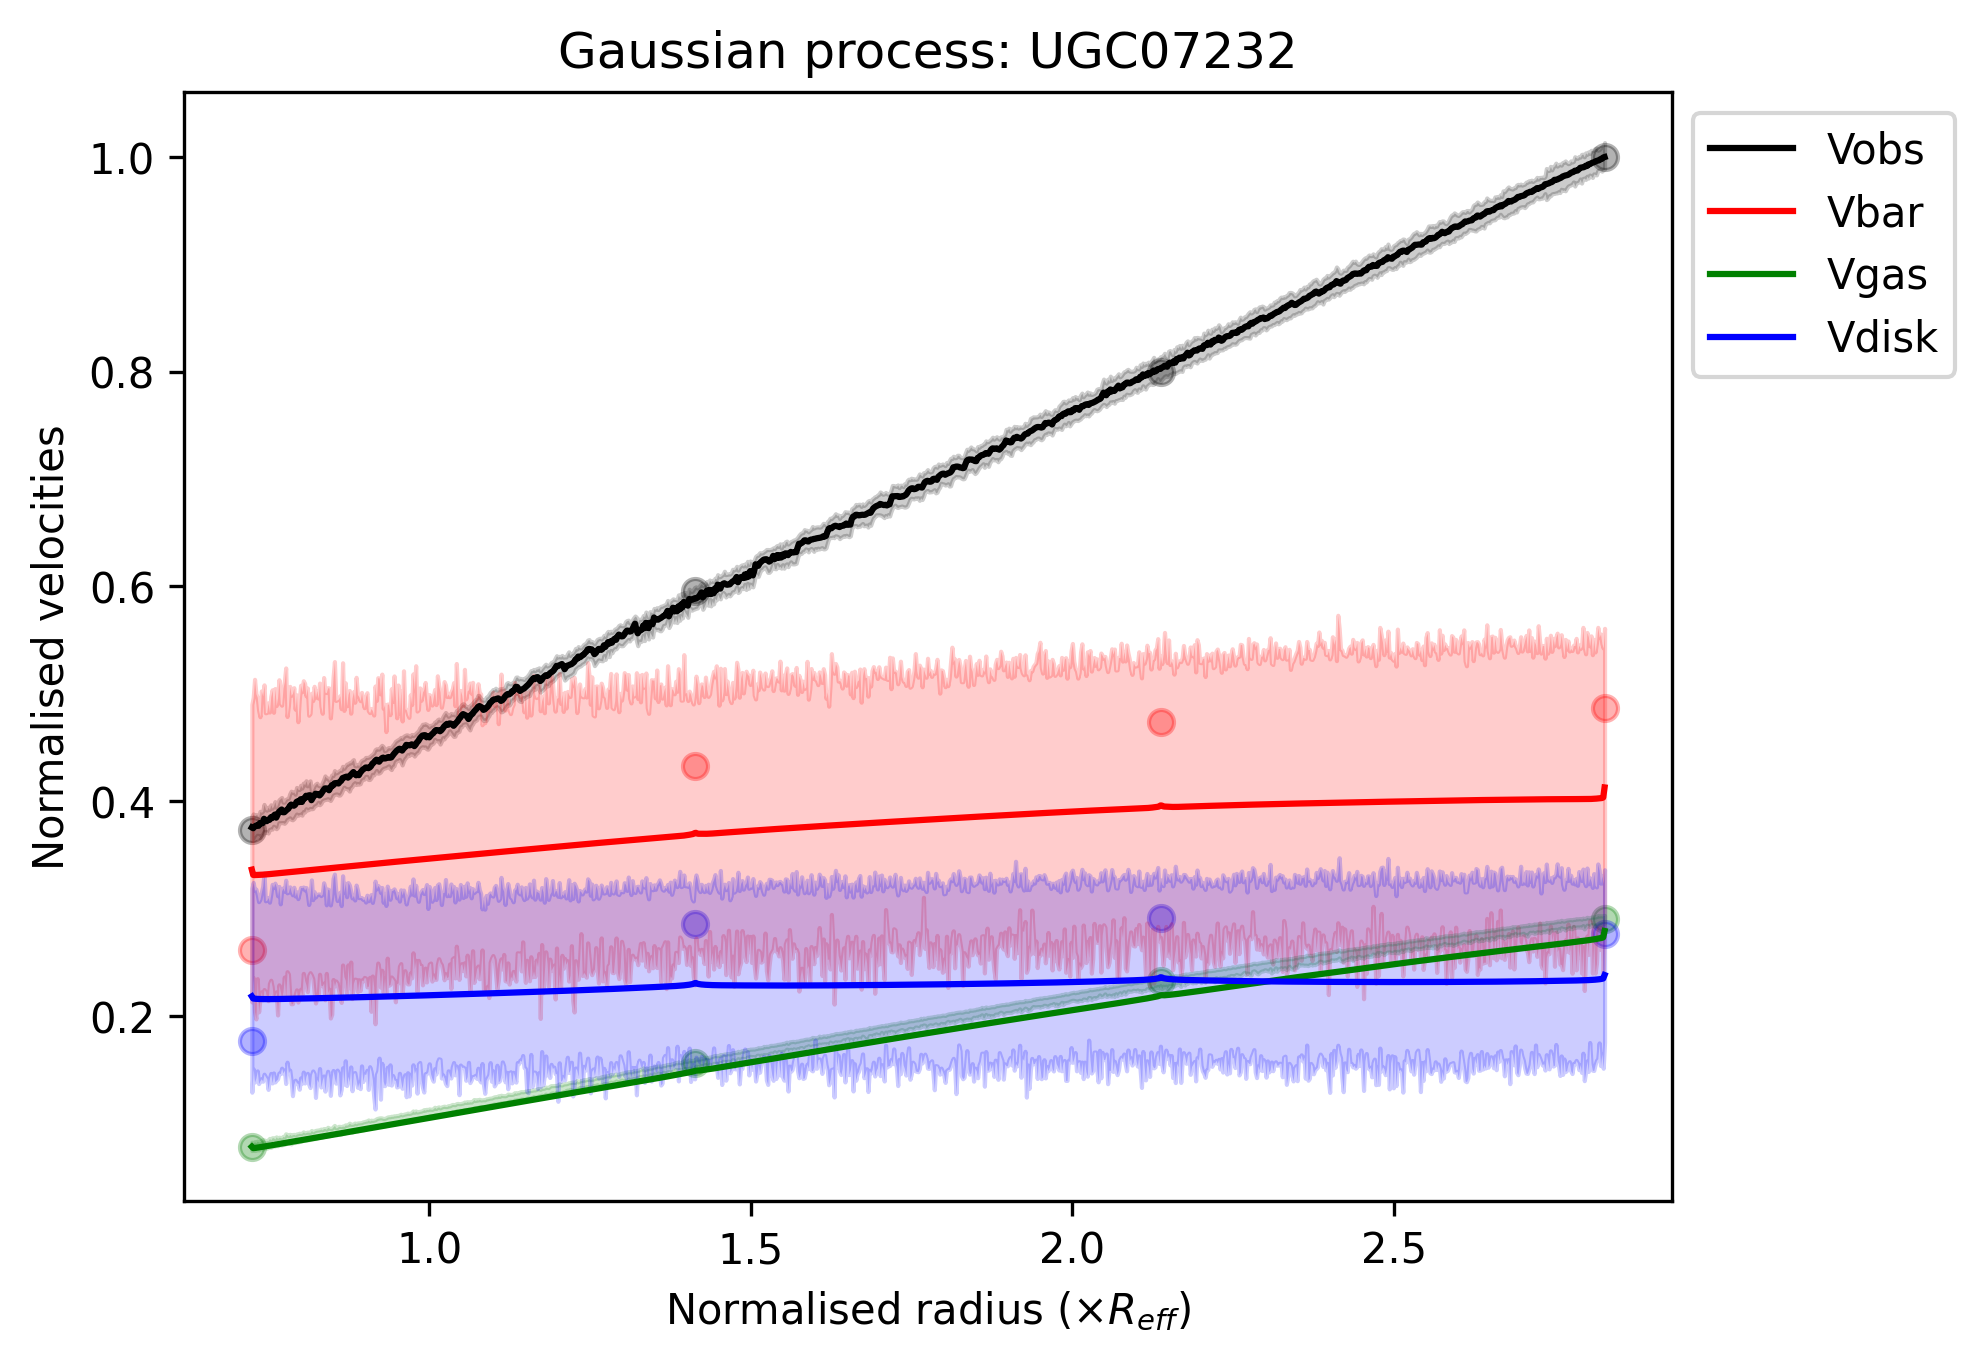 Gaussian process: UGC07232
Vobs
Vbar
Vgas
Vdisk
Normalised velocities
1.0
0.8
0.6
0.4
0.2
1.0 1.5 2.0 2.5
Normalised radius (×R_eff)